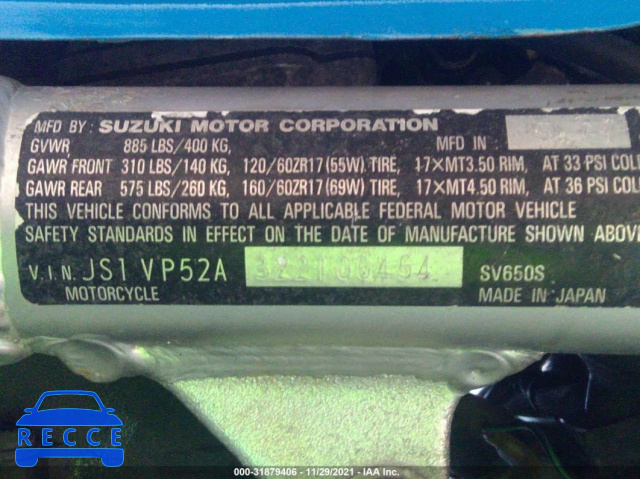 MFD BY: SUZUKI MOTOR CORPORATION
GVWR 885 LBS/400 KG, MFD IN
GAWR FRONT 310 LBS/140 KG, 120/60ZR17(55W)TIRE, 17×MT3.50 RIM, AT 33 PSI COL
GAWR REAR 575 LBS/260 KG, 160/60ZR17(69W)TIRE, 17×MT4.50 RIM, AT 36 PSI COL
THIS VEHICLE CONFORMS TO ALL APPLICABLE FEDERAL MOTOR VEHICLE
SAFETY STANDARDS IN EFFECT ON THE DATE OF MANUFACTURE SHOWN ABOVE
V.I.N. JS1VP52A SV650S
MOTORCYCLE MADE IN JAPAN
RECCE
000-31879406 - 11/29/2021 - IAA Inc.